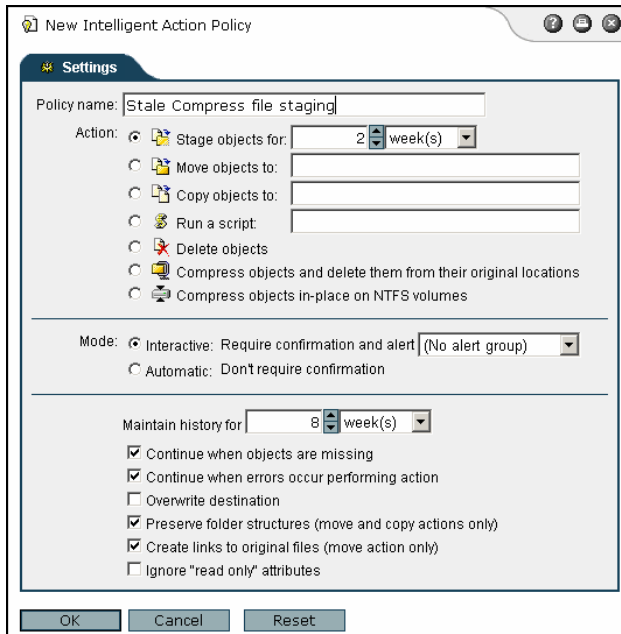 New Intelligent Action Policy
Settings
Policy name: Stale Compress file staging
Action: Stage objects for: 2 week(s)
Move objects to:
Copy objects to:
Run a script:
Delete objects
Compress objects and delete them from their original locations
Compress objects in-place on NTFS volumes
Mode: Interactive: Require confirmation and alert (No alert group)
Automatic: Don't require confirmation
Maintain history for 8 week(s)
Continue when objects are missing
Continue when errors occur performing action
Overwrite destination
Preserve folder structures (move and copy actions only)
Create links to original files (move action only)
Ignore "read only" attributes
OK Cancel Reset